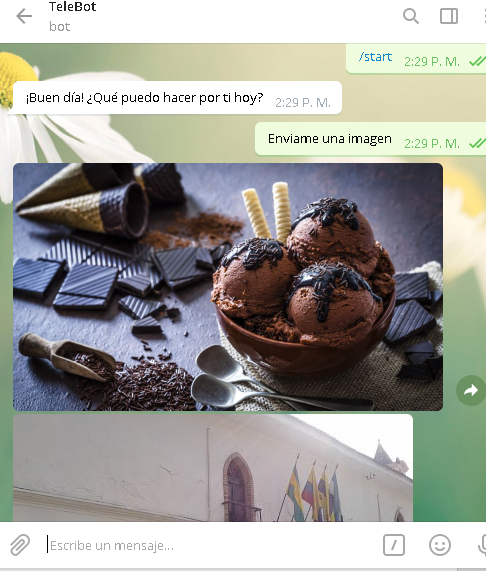 TeleBot
bot
/start 2:29 P. M.
¡Buen día! ¿Qué puedo hacer por ti hoy? 2:29 P. M.
Enviame una imagen 2:29 P. M.
Escribe un mensaje...